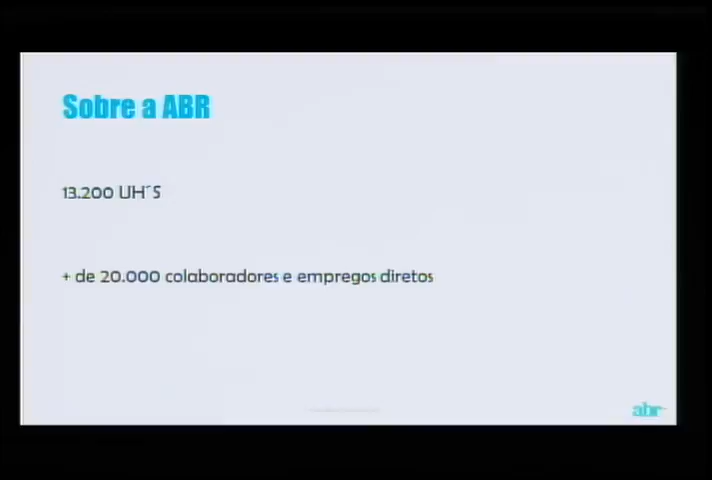 Sobre a ABR
13.200 UH´S
+ de 20.000 colaboradores e empregos diretos
abr